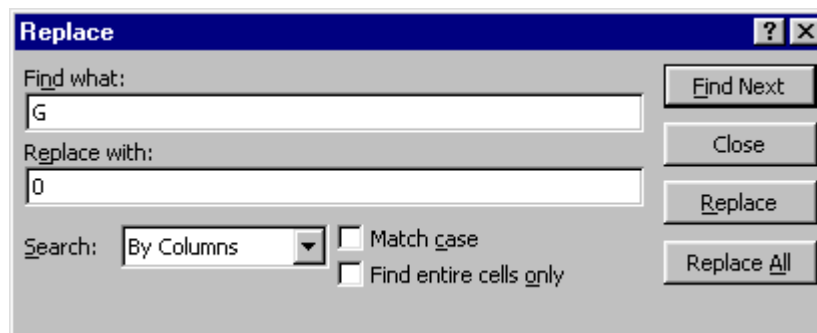 Replace
Find what:
G
Replace with:
0
Search: By Columns
Match case
Find entire cells only
Find Next
Close
Replace
Replace All